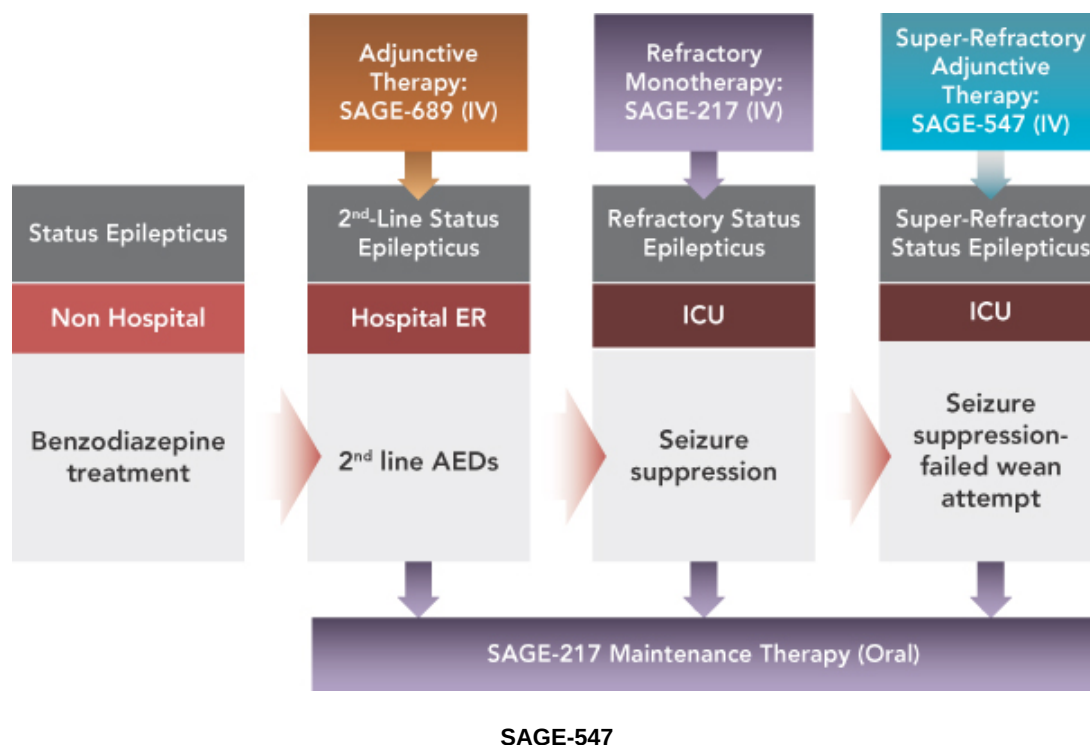 Adjunctive
Therapy:
SAGE-689 (IV)
Refractory
Monotherapy:
SAGE-217 (IV)
Super-Refractory
Adjunctive
Therapy:
SAGE-547 (IV)
Status Epilepticus
2nd-Line Status
Epilepticus
Refractory Status
Epilepticus
Super-Refractory
Status Epilepticus
Non Hospital
Hospital ER
ICU
ICU
Benzodiazepine
treatment
2nd line AEDs
Seizure
suppression
Seizure
suppression-
failed wean
attempt
SAGE-217 Maintenance Therapy (Oral)
SAGE-547